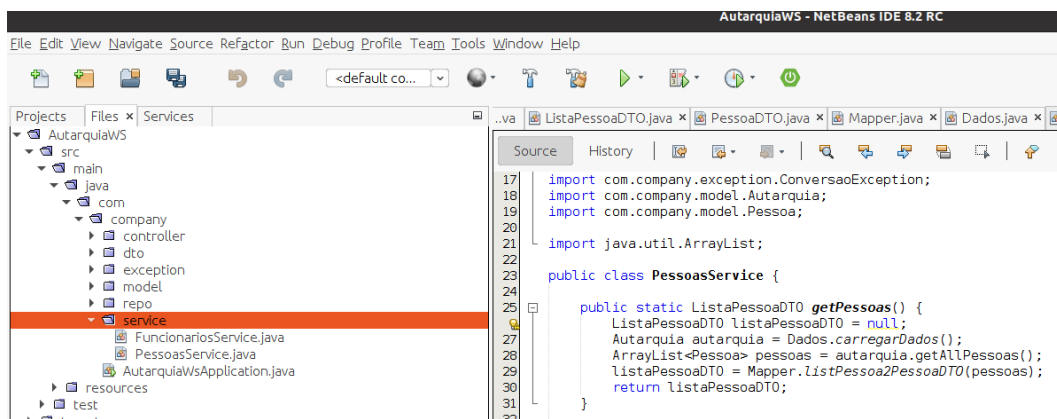 AutarquiaWS - NetBeans IDE 8.2 RC
File Edit View Navigate Source Refactor Run Debug Profile Team Tools Window Help
<default co...
Projects Files × Services
AutarquiaWS
src
main
java
com
company
controller
dto
exception
model
repo
service
FuncionariosService.java
PessoasService.java
AutarquiaWsApplication.java
resources
test
..va ListaPessoaDTO.java × PessoaDTO.java × Mapper.java × Dados.java ×
Source History
17 import com.company.exception.ConversaoException;
18 import com.company.model.Autarquia;
19 import com.company.model.Pessoa;
20
21 import java.util.ArrayList;
22
23 public class PessoasService {
24
25 public static ListaPessoaDTO getPessoas() {
ListaPessoaDTO listaPessoaDTO = null;
27 Autarquia autarquia = Dados.carregarDados();
28 ArrayList<Pessoa> pessoas = autarquia.getAllPessoas();
29 listaPessoaDTO = Mapper.listPessoa2PessoaDTO(pessoas);
30 return listaPessoaDTO;
31 }
32